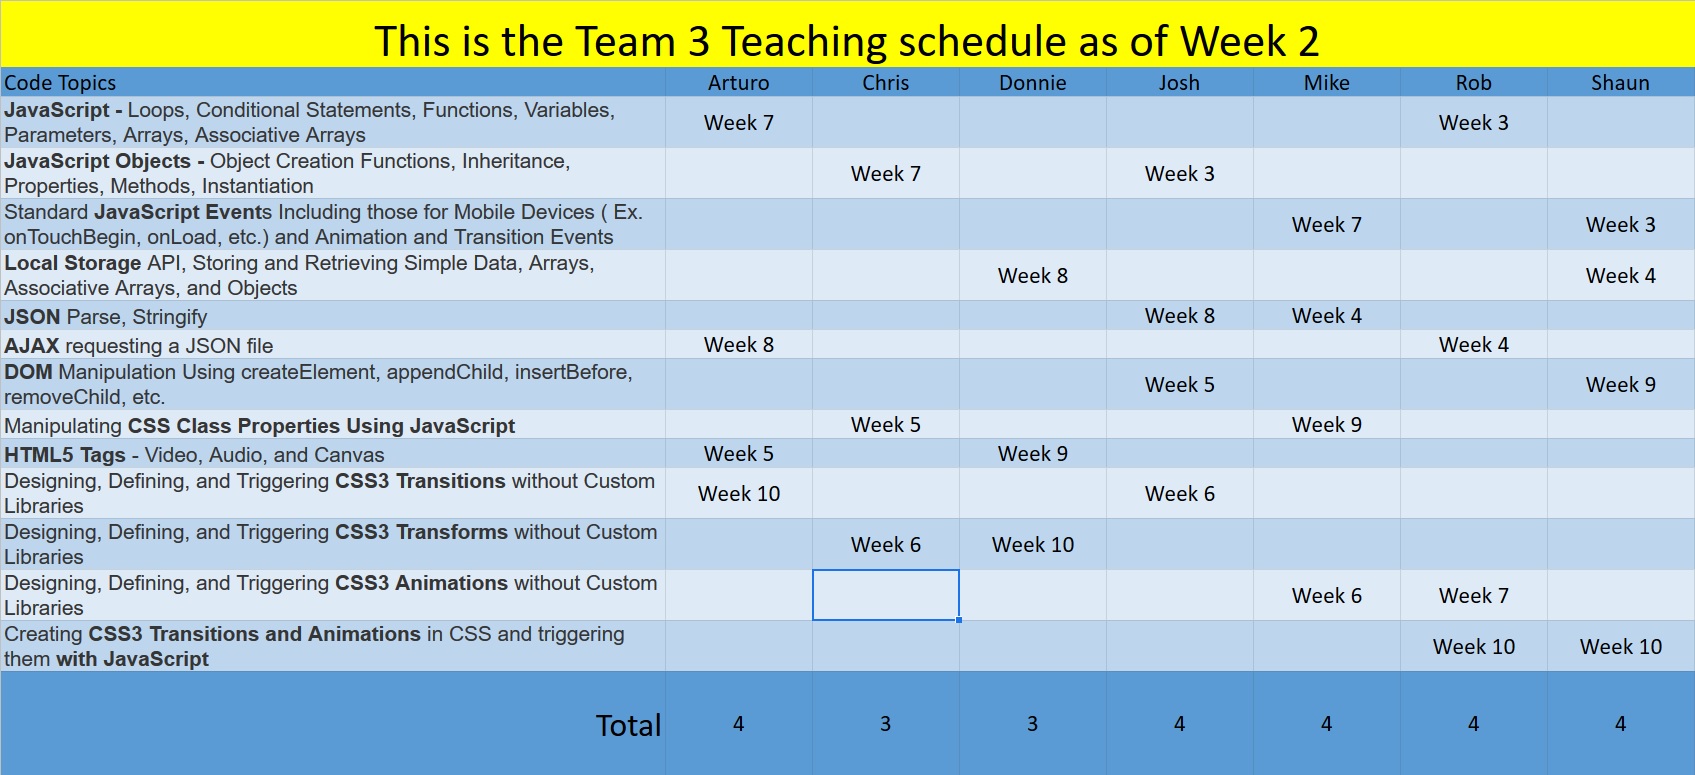 This is the Team 3 Teaching schedule as of Week 2
Code Topics Arturo Chris Donnie Josh Mike Rob Shaun
JavaScript - Loops, Conditional Statements, Functions, Variables,
Parameters, Arrays, Associative Arrays
Week 7 Week 3
JavaScript Objects - Object Creation Functions, Inheritance,
Properties, Methods, Instantiation
Week 7 Week 3
Standard JavaScript Events Including those for Mobile Devices ( Ex.
onTouchBegin, onLoad, etc.) and Animation and Transition Events
Week 7 Week 3
Local Storage API, Storing and Retrieving Simple Data, Arrays,
Associative Arrays, and Objects
Week 8 Week 4
JSON Parse, Stringify Week 8 Week 4
AJAX requesting a JSON file Week 8 Week 4
DOM Manipulation Using createElement, appendChild, insertBefore,
removeChild, etc.
Week 5 Week 9
Manipulating CSS Class Properties Using JavaScript Week 5 Week 9
HTML5 Tags - Video, Audio, and Canvas Week 5 Week 9
Designing, Defining, and Triggering CSS3 Transitions without Custom
Libraries
Week 10 Week 6
Designing, Defining, and Triggering CSS3 Transforms without Custom
Libraries
Week 6 Week 10
Designing, Defining, and Triggering CSS3 Animations without Custom
Libraries
Week 6 Week 7
Creating CSS3 Transitions and Animations in CSS and triggering
them with JavaScript
Week 10 Week 10
Total 4 3 3 4 4 4 4